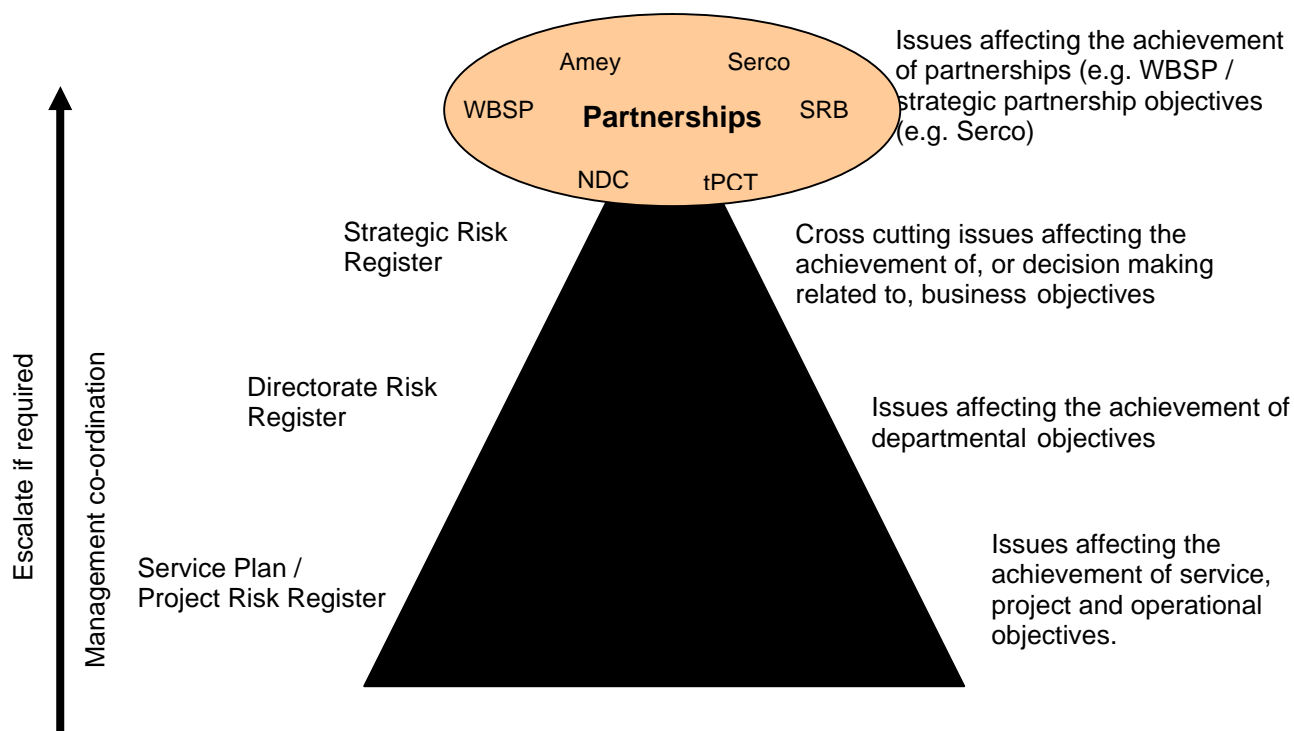 Amey
Serco
WBSP
Partnerships
SRB
NDC
tPCT
Issues affecting the achievement
of partnerships (e.g. WBSP /
strategic partnership objectives
(e.g. Serco)
Strategic Risk
Register
Cross cutting issues affecting the
achievement of, or decision making
related to, business objectives
Directorate Risk
Register
Issues affecting the achievement of
departmental objectives
Service Plan /
Project Risk Register
Issues affecting the
achievement of service,
project and operational
objectives.
Escalate if required
Management co-ordination